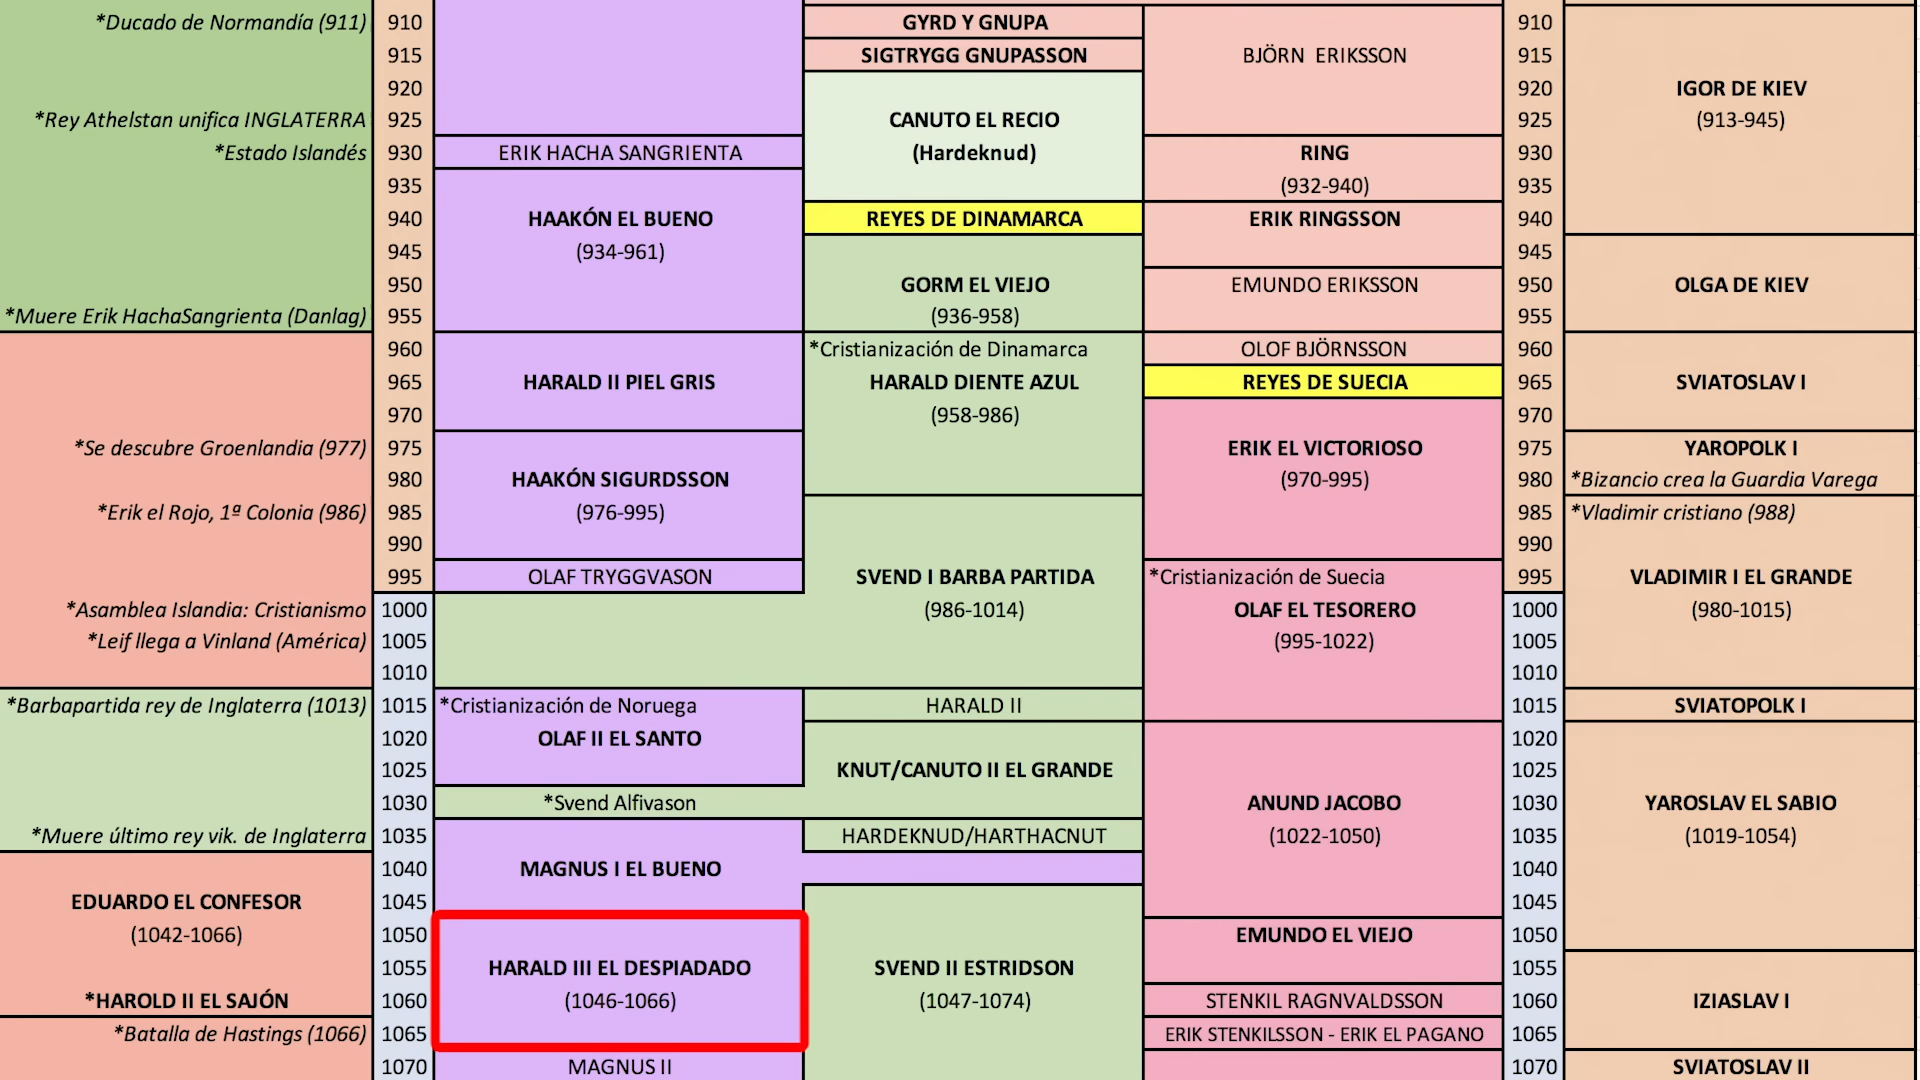 *Ducado de Normandía (911) 910 GYRD Y GNUPA 910
915 SIGTRYGG GNUPASSON BJÖRN ERIKSSON 915
920 920 IGOR DE KIEV
*Rey Athelstan unifica INGLATERRA 925 CANUTO EL RECIO 925 (913-945)
*Estado Islandés 930 ERIK HACHA SANGRIENTA (Hardeknud) RING 930
935 (932-940) 935
940 HAAKÓN EL BUENO REYES DE DINAMARCA ERIK RINGSSON 940
945 (934-961) 945
950 GORM EL VIEJO EMUNDO ERIKSSON 950 OLGA DE KIEV
*Muere Erik HachaSangrienta (Danlag) 955 (936-958) 955
960 *Cristianización de Dinamarca OLOF BJÖRNSSON 960
965 HARALD II PIEL GRIS HARALD DIENTE AZUL REYES DE SUECIA 965 SVIATOSLAV I
970 (958-986) 970
*Se descubre Groenlandia (977) 975 ERIK EL VICTORIOSO 975 YAROPOLK I
980 HAAKÓN SIGURDSSON (970-995) 980 *Bizancio crea la Guardia Varega
*Erik el Rojo, 1ª Colonia (986) 985 (976-995) 985 *Vladimir cristiano (988)
990 990
995 OLAF TRYGGVASON SVEND I BARBA PARTIDA *Cristianización de Suecia 995 VLADIMIR I EL GRANDE
*Asamblea Islandia: Cristianismo 1000 (986-1014) OLAF EL TESORERO 1000 (980-1015)
*Leif llega a Vinland (América) 1005 (995-1022) 1005
1010 1010
*Barbapartida rey de Inglaterra (1013) 1015 *Cristianización de Noruega HARALD II 1015 SVIATOPOLK I
1020 OLAF II EL SANTO 1020
1025 KNUT/CANUTO II EL GRANDE 1025
1030 *Svend Alfivason ANUND JACOBO 1030 YAROSLAV EL SABIO
*Muere último rey vik. de Inglaterra 1035 HARDEKNUD/HARTHACNUT (1022-1050) 1035 (1019-1054)
1040 MAGNUS I EL BUENO 1040
EDUARDO EL CONFESOR 1045 1045
(1042-1066) 1050 EMUNDO EL VIEJO 1050
1055 HARALD III EL DESPIADADO SVEND II ESTRIDSON 1055
*HAROLD II EL SAJÓN 1060 (1046-1066) (1047-1074) STENKIL RAGNVALDSSON 1060 IZIASLAV I
*Batalla de Hastings (1066) 1065 ERIK STENKILSSON - ERIK EL PAGANO 1065
1070 MAGNUS II 1070 SVIATOSLAV II